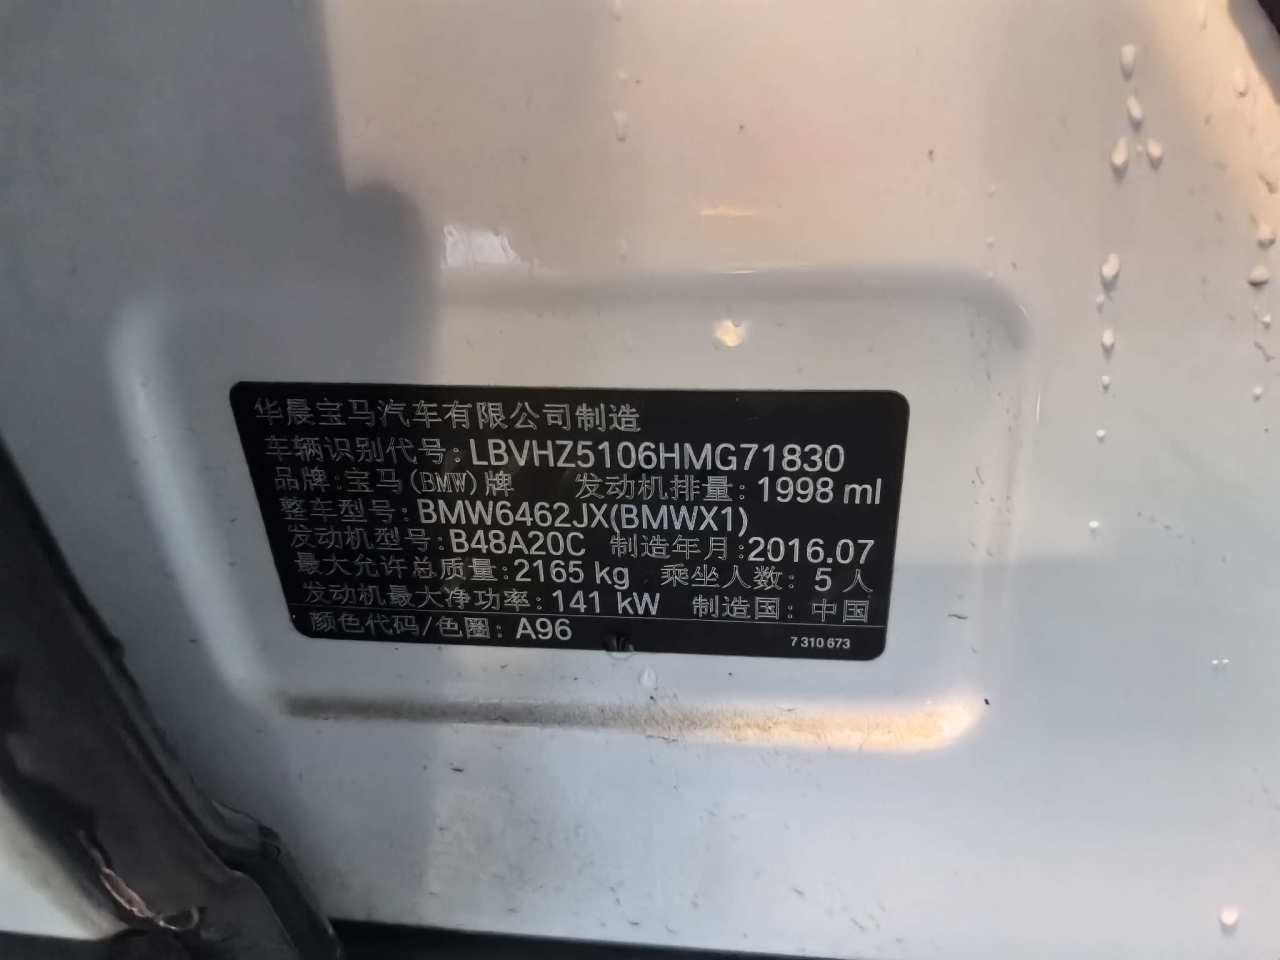 华晨宝马汽车有限公司制造
车辆识别代号: LBVHZ5106HMG71830
品牌: 宝马(BMW)牌 发动机排量: 1998 ml
整车型号: BMW6462JX(BMWX1)
发动机型号: B48A20C 制造年月: 2016.07
最大允许总质量: 2165 kg 乘坐人数: 5 人
发动机最大净功率: 141 kW 制造国: 中国
颜色代码/色圈: A96 7 310 673